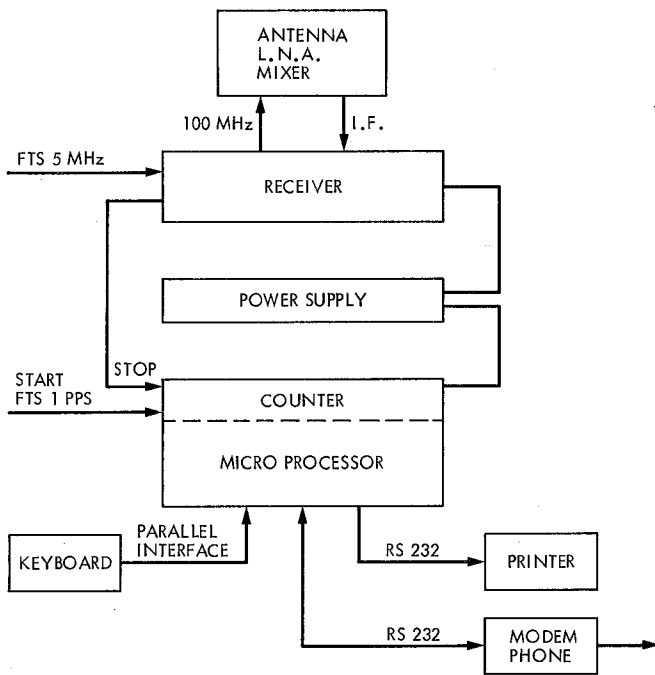 ANTENNA
L.N.A.
MIXER
100 MHz
I.F.
FTS 5 MHz
RECEIVER
POWER SUPPLY
STOP
START
FTS 1 PPS
COUNTER
MICRO PROCESSOR
PARALLEL
INTERFACE
KEYBOARD
RS 232
PRINTER
RS 232
MODEM
PHONE